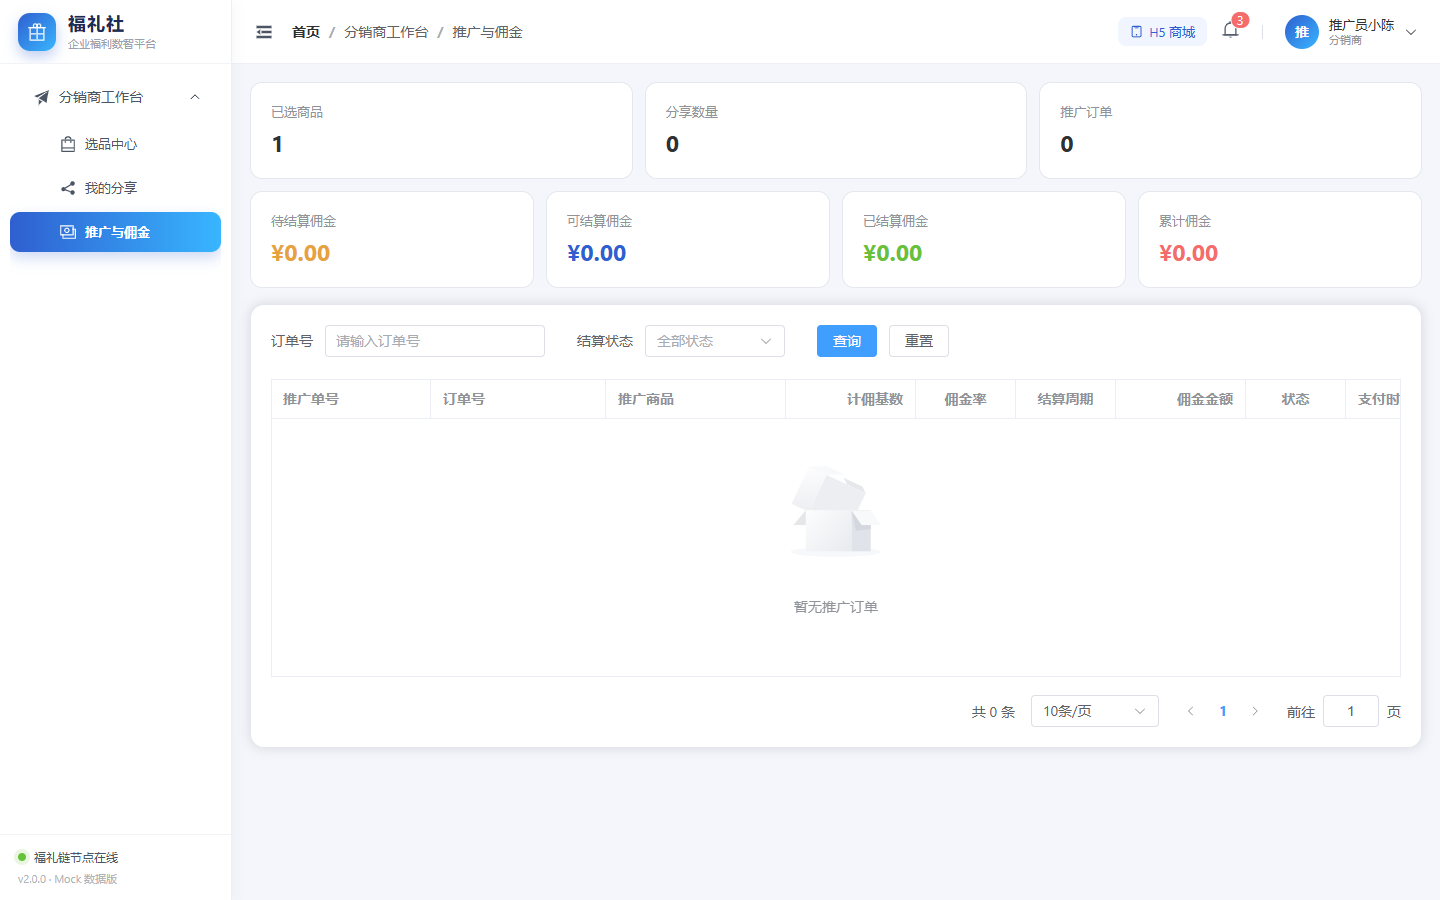 福礼社
企业福利数智平台
首页 / 分销商工作台 / 推广与佣金
H5 商城
3
推
推广员小陈
分销商
分销商工作台
选品中心
我的分享
推广与佣金
已选商品
1
分享数量
0
推广订单
0
待结算佣金
¥0.00
可结算佣金
¥0.00
已结算佣金
¥0.00
累计佣金
¥0.00
订单号 请输入订单号 结算状态 全部状态 查询 重置
推广单号 订单号 推广商品 计佣基数 佣金率 结算周期 佣金金额 状态 支付时
暂无推广订单
共 0 条 10条/页 1 前往 1 页
福礼链节点在线
v2.0.0 · Mock 数据版